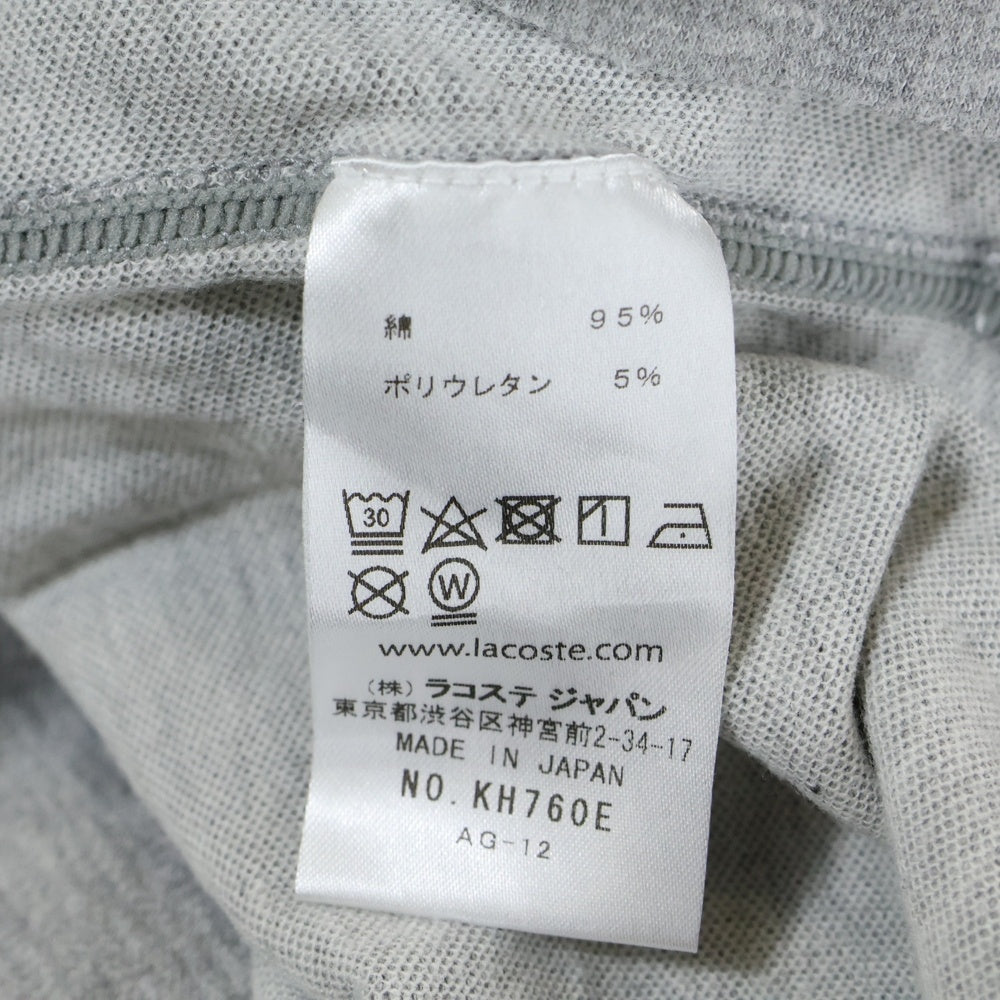 綿 95%
ポリウレタン 5%
30
W
www.lacoste.com
(株) ラコステ ジャパン
東京都渋谷区神宮前2-34-17
MADE IN JAPAN
NO. KH760E
AG-12